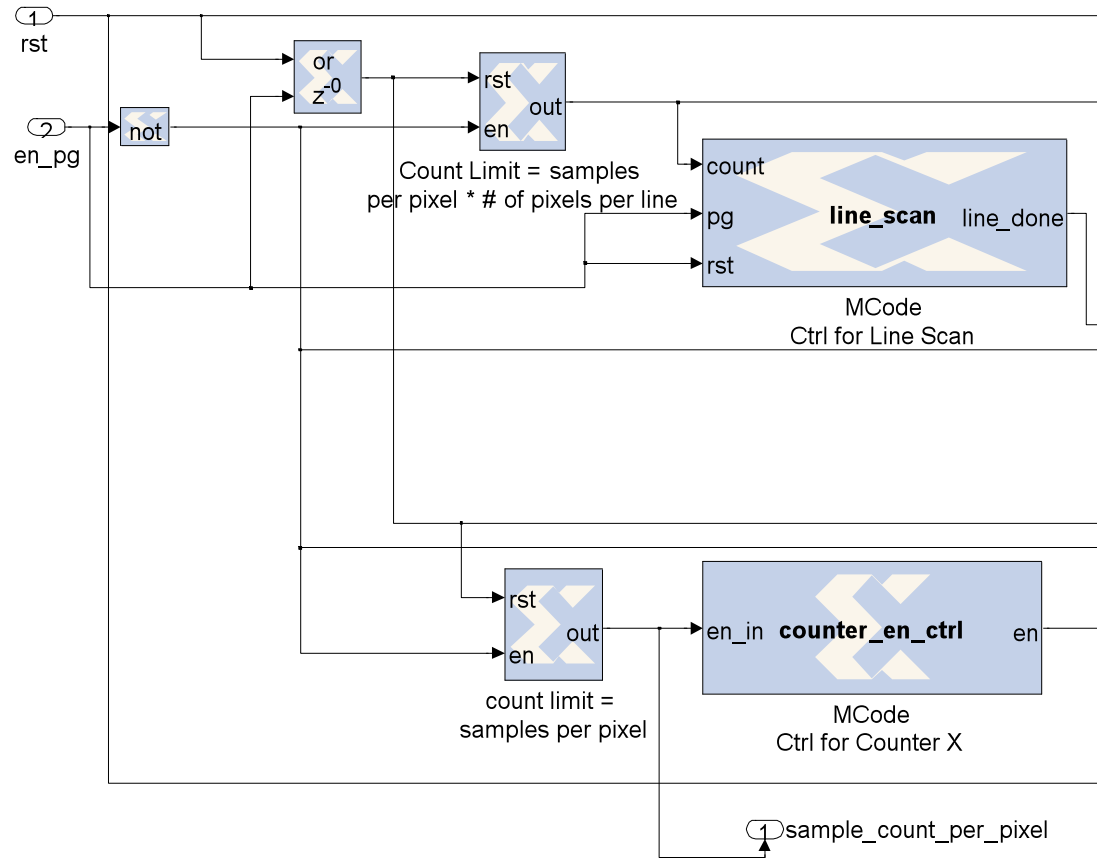 1
rst
or
z-0
rst
en
out
2
en_pg
not
Count Limit = samples
per pixel * # of pixels per line
count
pg
rst
line_scan
line_done
MCode
Ctrl for Line Scan
rst
en
out
count limit =
samples per pixel
en_in
counter_en_ctrl
en
MCode
Ctrl for Counter X
1
sample_count_per_pixel